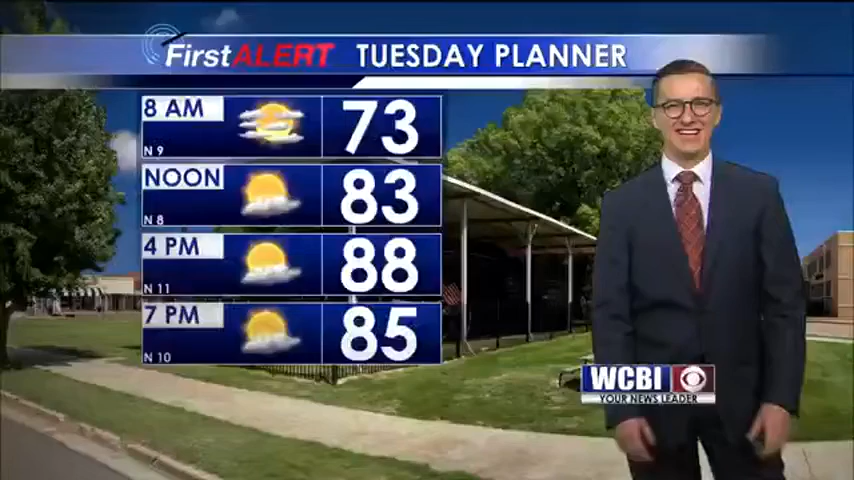 FirstALERT TUESDAY PLANNER
8 AM
73
N 9
NOON
83
N 8
4 PM
88
N 11
7 PM
85
N 10
WCBI
YOUR NEWS LEADER